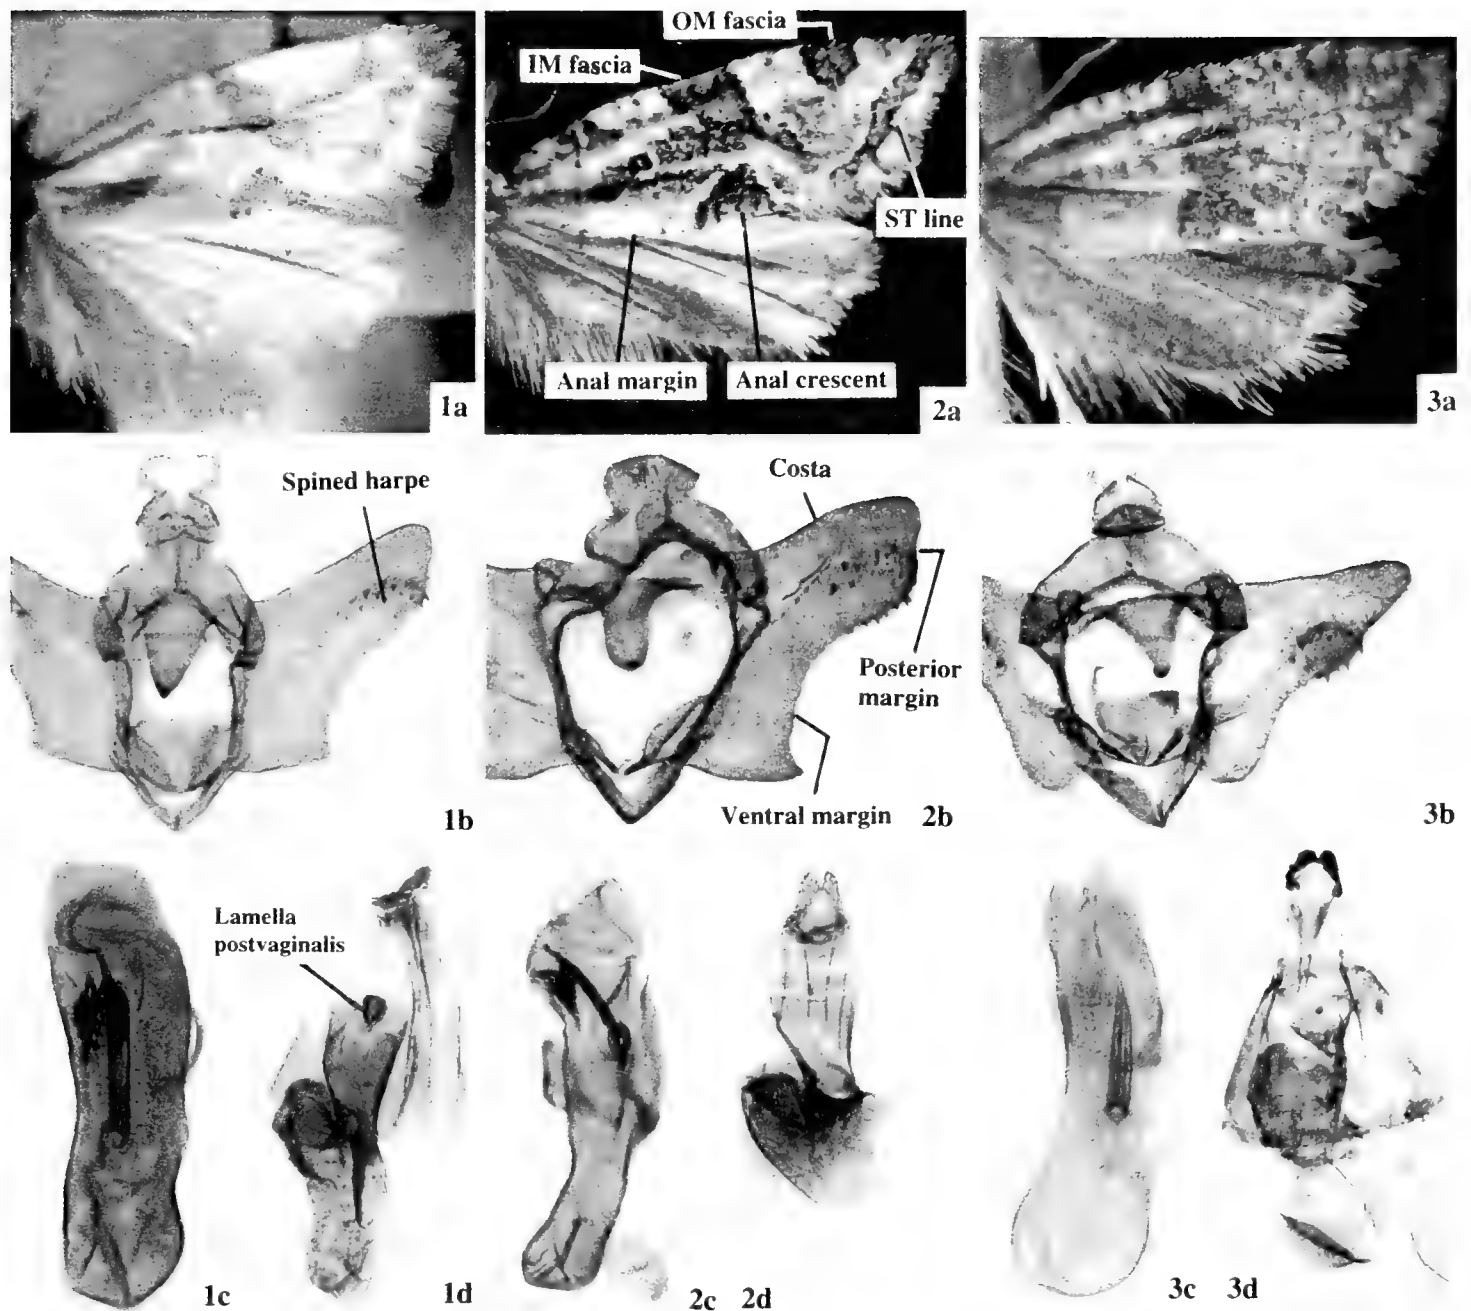 OM fascia
IM fascia
ST line
Anal margin
Anal crescent
1a
2a
3a
Spined harpe
Costa
Posterior
margin
Ventral margin
1b
2b
3b
Lamella
postvaginalis
1c
1d
2c
2d
3c
3d